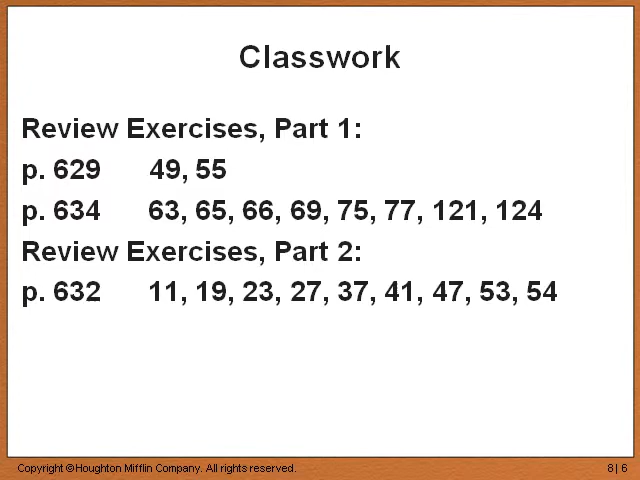 Classwork
Review Exercises, Part 1:
p. 629 49, 55
p. 634 63, 65, 66, 69, 75, 77, 121, 124
Review Exercises, Part 2:
p. 632 11, 19, 23, 27, 37, 41, 47, 53, 54
Copyright © Houghton Mifflin Company. All rights reserved. 8 | 6